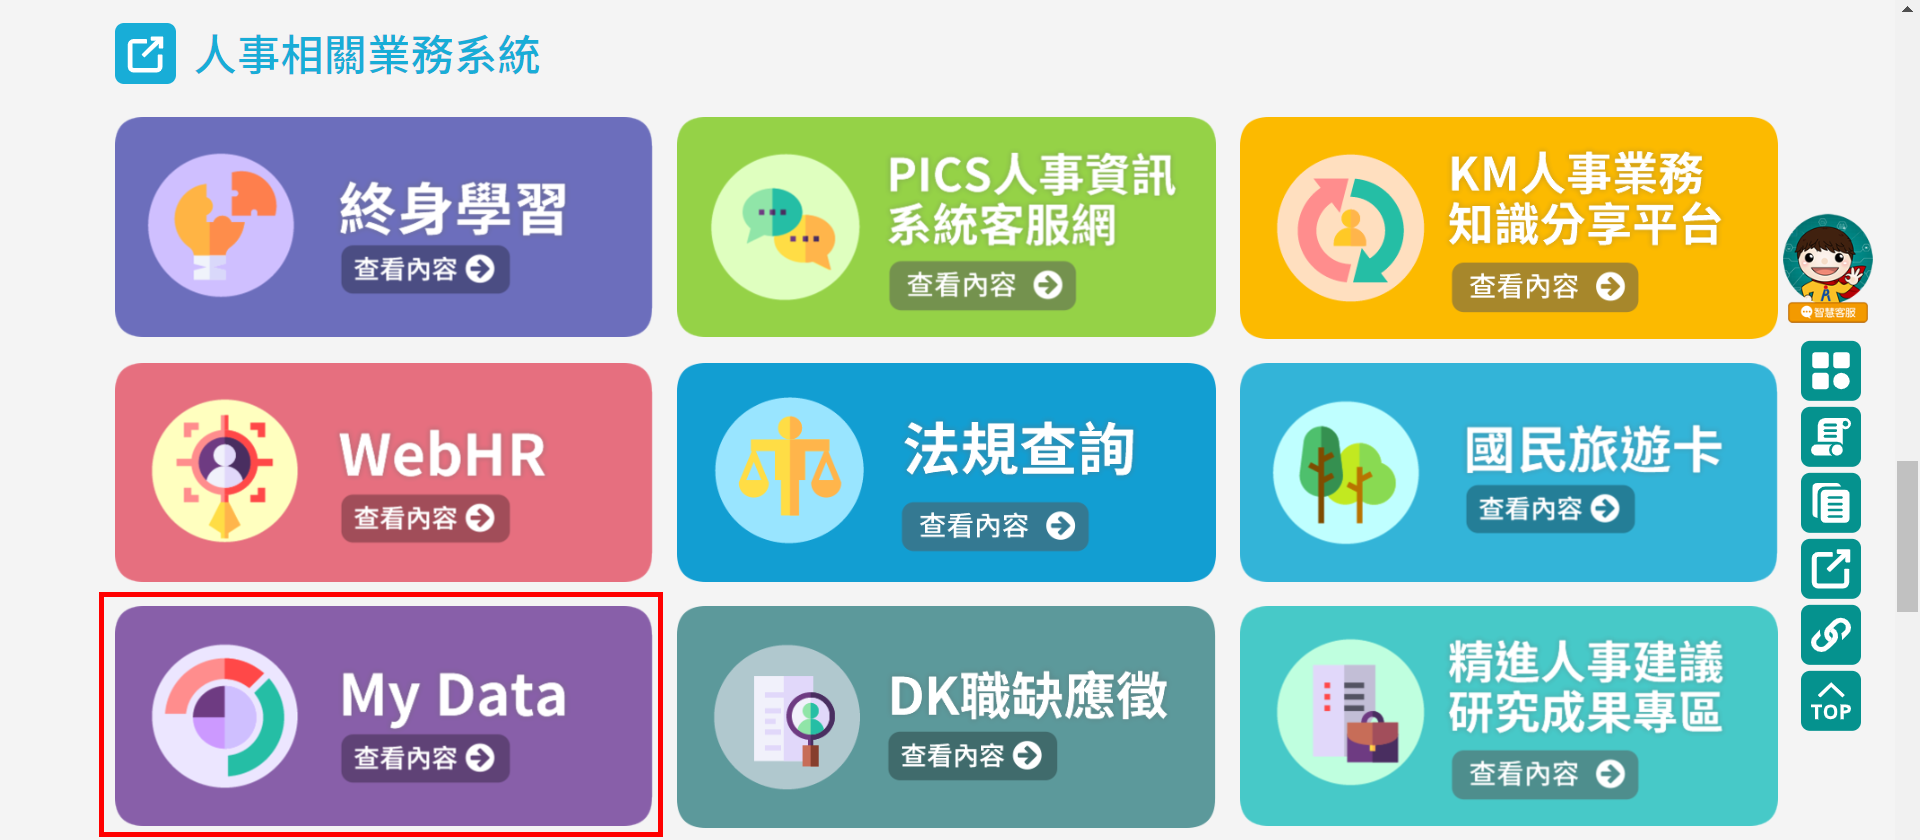 人事相關業務系統
終身學習
查看內容
PICS人事資訊
系統客服網
查看內容
KM人事業務
知識分享平台
查看內容
WebHR
查看內容
法規查詢
查看內容
國民旅遊卡
查看內容
My Data
查看內容
DK職缺應徵
查看內容
精進人事建議
研究成果專區
查看內容
智慧客服
TOP